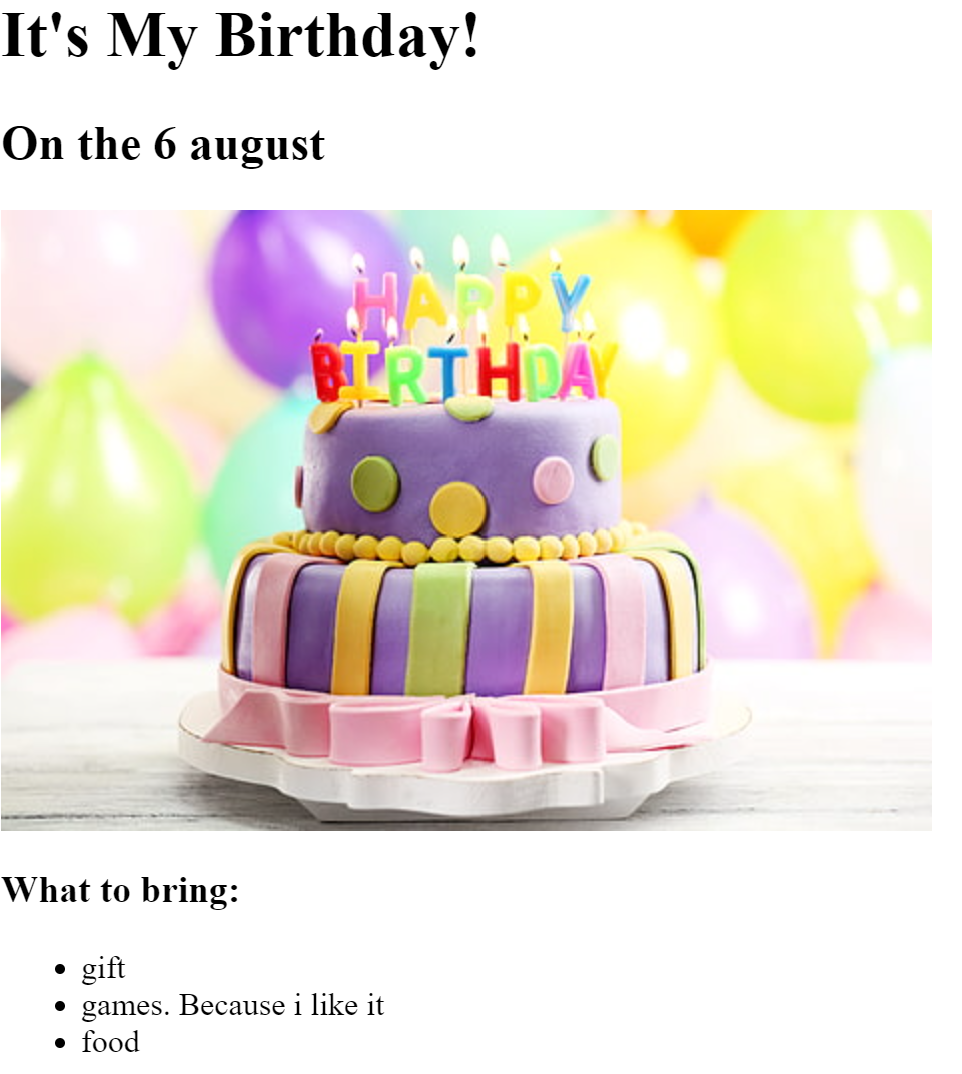 It's My Birthday!
On the 6 august
HAPPY
BIRTHDAY
What to bring:
gift
games. Because i like it
food